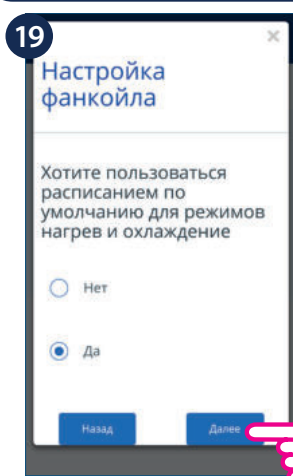 19
×
Настройка
фанкойла
Хотите пользоваться
расписанием по
умолчанию для режимов
нагрев и охлаждение
Нет
Да
Назад
Далее